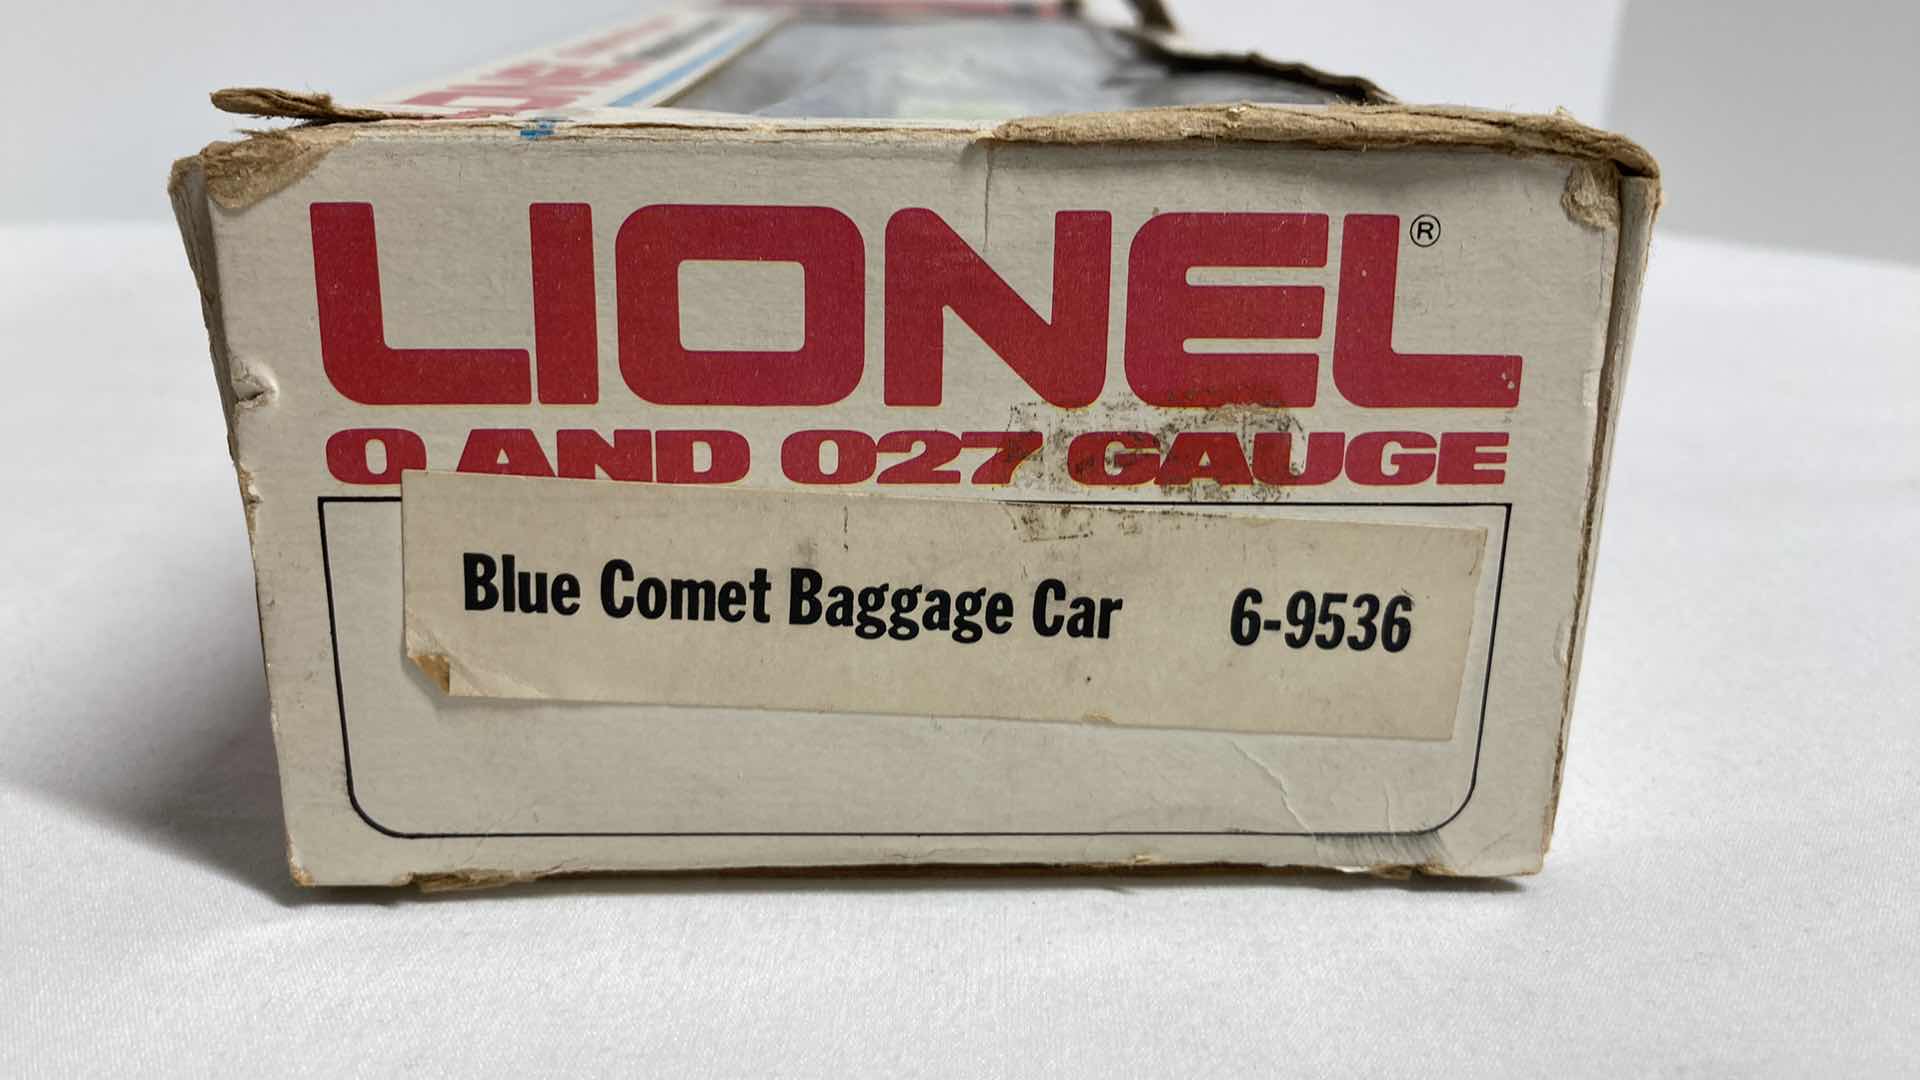 LIONEL®
O AND O27 GAUGE
Blue Comet Baggage Car 6-9536